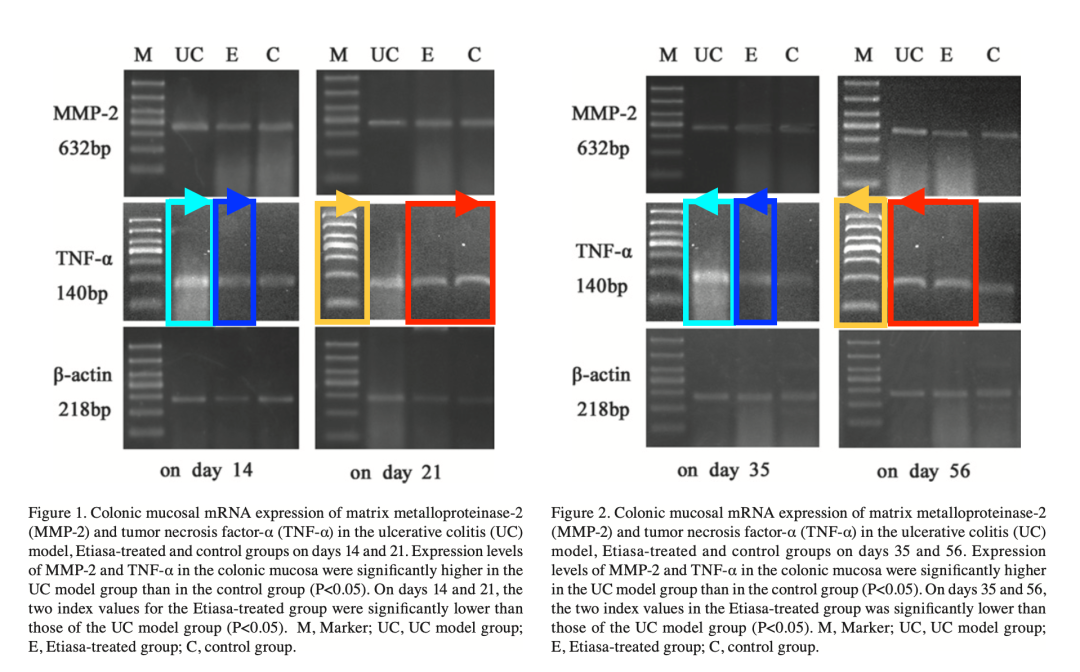 M UC E C
M UC E C
MMP-2
632bp
TNF-α
140bp
β-actin
218bp
on day 14
on day 21
Figure 1. Colonic mucosal mRNA expression of matrix metalloproteinase-2
(MMP-2) and tumor necrosis factor-α (TNF-α) in the ulcerative colitis (UC)
model, Etiasa-treated and control groups on days 14 and 21. Expression levels
of MMP-2 and TNF-α in the colonic mucosa were significantly higher in the
UC model group than in the control group (P<0.05). On days 14 and 21, the
two index values for the Etiasa-treated group were significantly lower than
those of the UC model group (P<0.05). M, Marker; UC, UC model group;
E, Etiasa-treated group; C, control group.
M UC E C
M UC E C
MMP-2
632bp
TNF-α
140bp
β-actin
218bp
on day 35
on day 56
Figure 2. Colonic mucosal mRNA expression of matrix metalloproteinase-2
(MMP-2) and tumor necrosis factor-α (TNF-α) in the ulcerative colitis (UC)
model, Etiasa-treated and control groups on days 35 and 56. Expression
levels of MMP-2 and TNF-α in the colonic mucosa were significantly higher
in the UC model group than in the control group (P<0.05). On days 35 and 56,
the two index values in the Etiasa-treated group was significantly lower than
those of the UC model group (P<0.05). M, Marker; UC, UC model group;
E, Etiasa-treated group; C, control group.